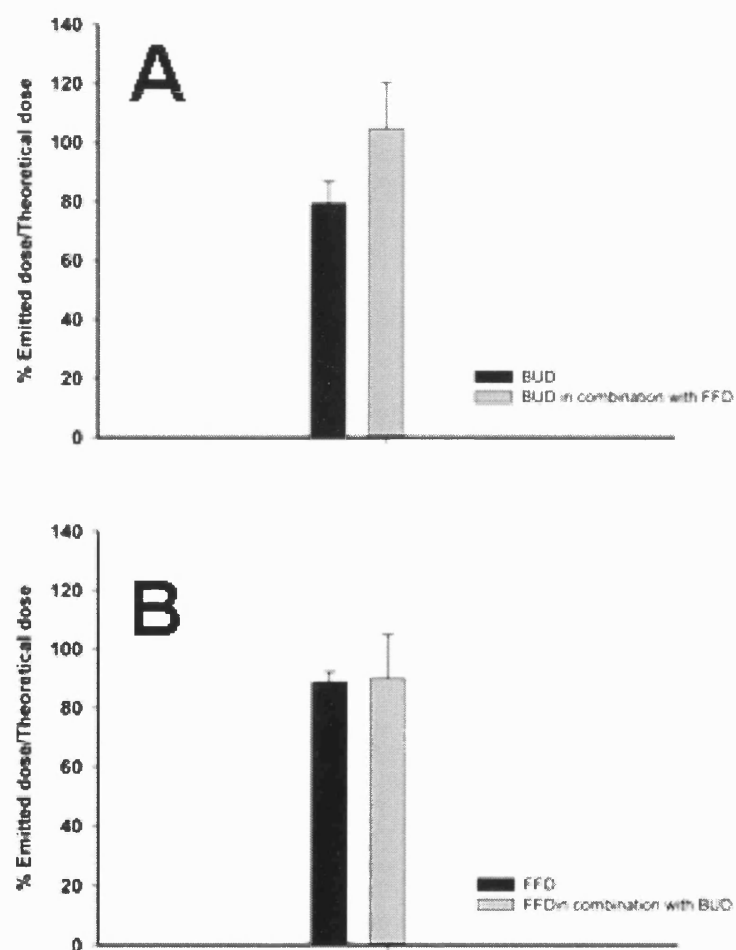 A
% Emitted dose/Theoretical dose
140
120
100
80
60
40
20
0
BUD
BUD in combination with FFD
B
% Emitted dose/Theoretical dose
140
120
100
80
60
40
20
0
FFD
FFDin combination with BUD